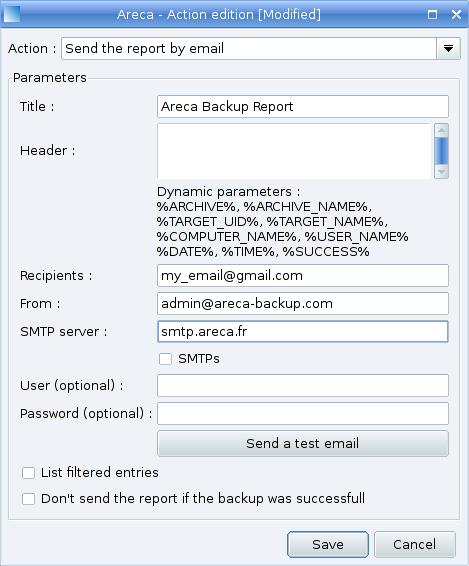 Areca - Action edition [Modified]
Action : Send the report by email
Parameters
Title : Areca Backup Report
Header :
Dynamic parameters :
%ARCHIVE%, %ARCHIVE_NAME%,
%TARGET_UID%, %TARGET_NAME%,
%COMPUTER_NAME%, %USER_NAME%
%DATE%, %TIME%, %SUCCESS%
Recipients : my_email@gmail.com
From : admin@areca-backup.com
SMTP server : smtp.areca.fr
SMTPs
User (optional) :
Password (optional) :
Send a test email
List filtered entries
Don't send the report if the backup was successfull
Save Cancel